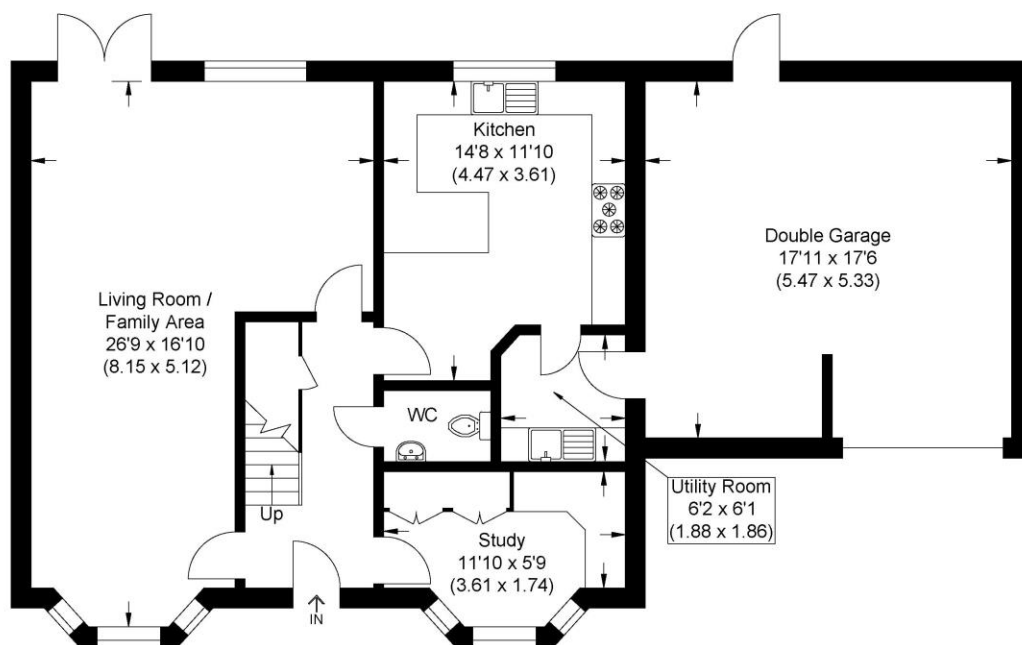 Kitchen
14'8 x 11'10
(4.47 x 3.61)
Double Garage
17'11 x 17'6
(5.47 x 5.33)
Living Room /
Family Area
26'9 x 16'10
(8.15 x 5.12)
WC
Up
Utility Room
6'2 x 6'1
(1.88 x 1.86)
Study
11'10 x 5'9
(3.61 x 1.74)
IN